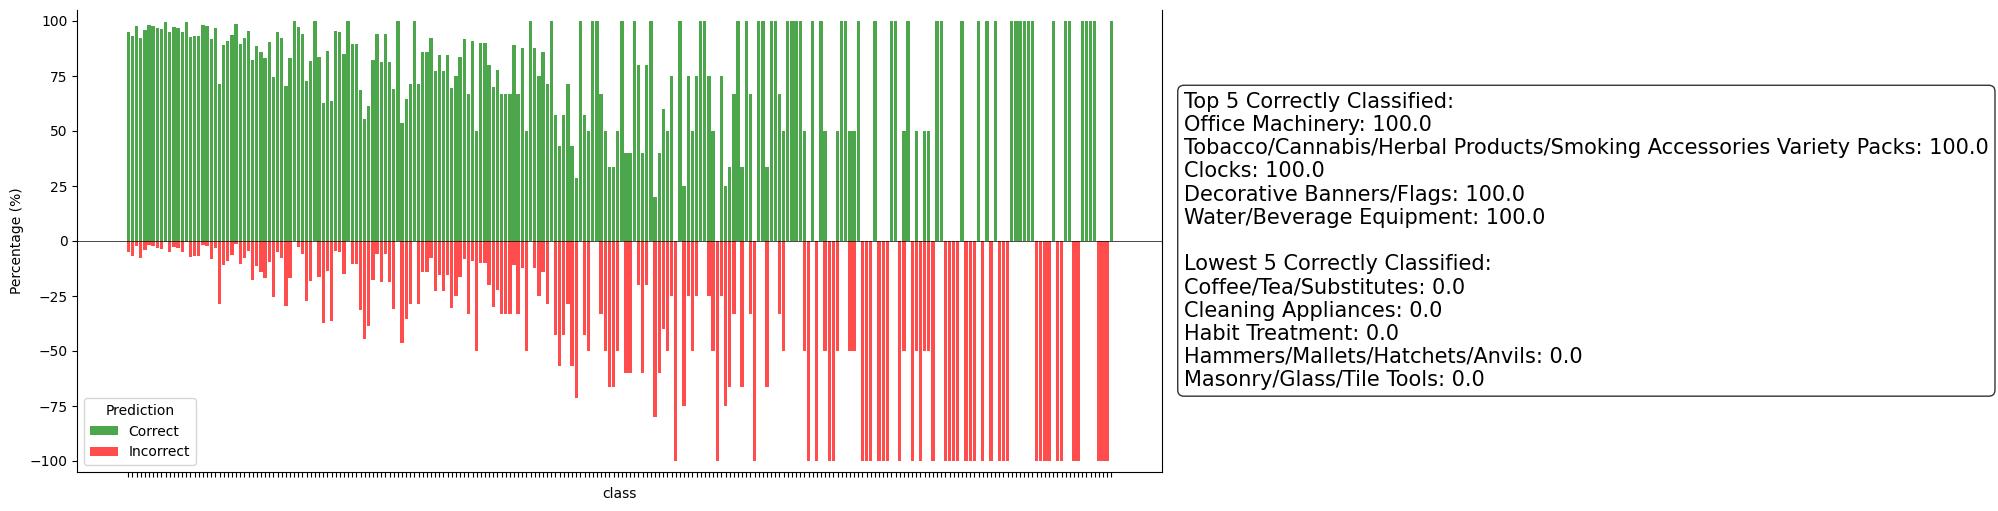 100
75
50
25
0
−25
−50
−75
−100
Percentage (%)
class
Prediction
Correct
Incorrect
Top 5 Correctly Classified:
Office Machinery: 100.0
Tobacco/Cannabis/Herbal Products/Smoking Accessories Variety Packs: 100.0
Clocks: 100.0
Decorative Banners/Flags: 100.0
Water/Beverage Equipment: 100.0
Lowest 5 Correctly Classified:
Coffee/Tea/Substitutes: 0.0
Cleaning Appliances: 0.0
Habit Treatment: 0.0
Hammers/Mallets/Hatchets/Anvils: 0.0
Masonry/Glass/Tile Tools: 0.0